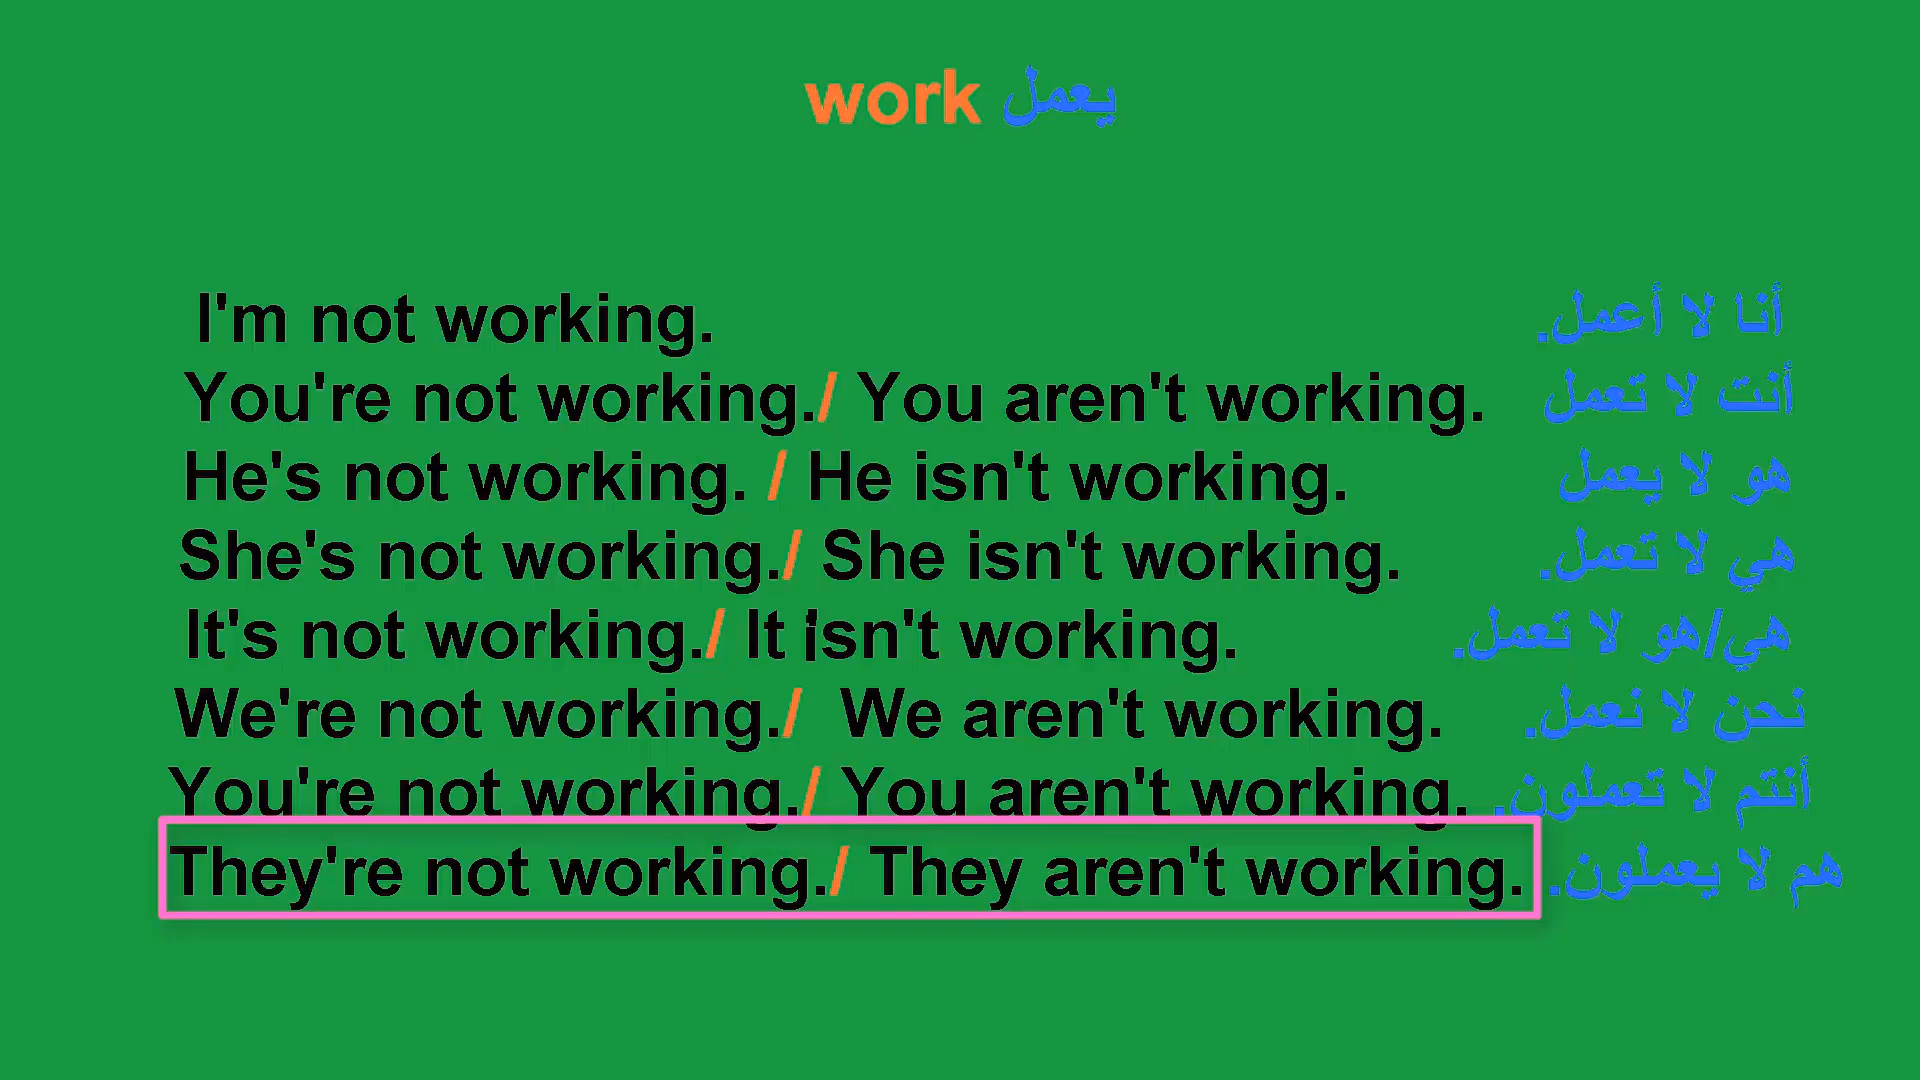 work يعمل
I'm not working. أنا لا أعمل.
You're not working./ You aren't working. أنت لا تعمل
He's not working. / He isn't working. هو لا يعمل
She's not working./ She isn't working. هي لا تعمل.
It's not working./ It isn't working. هي/هو لا تعمل.
We're not working./ We aren't working. نحن لا نعمل.
You're not working./ You aren't working. أنتم لا تعملون.
They're not working./ They aren't working. هم لا يعملون.